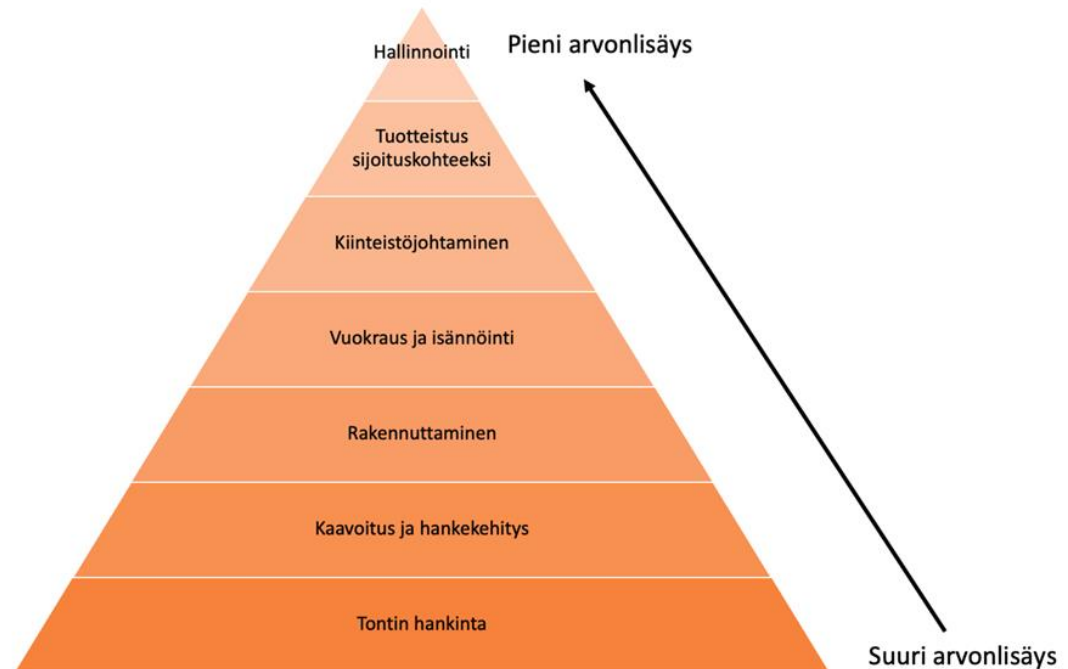 Hallinnointi
Pieni arvonlisäys
Tuotteistus
sijoituskohteeksi
Kiinteistöjohtaminen
Vuokraus ja isännöinti
Rakennuttaminen
Kaavoitus ja hankekehitys
Tontin hankinta
Suuri arvonlisäys